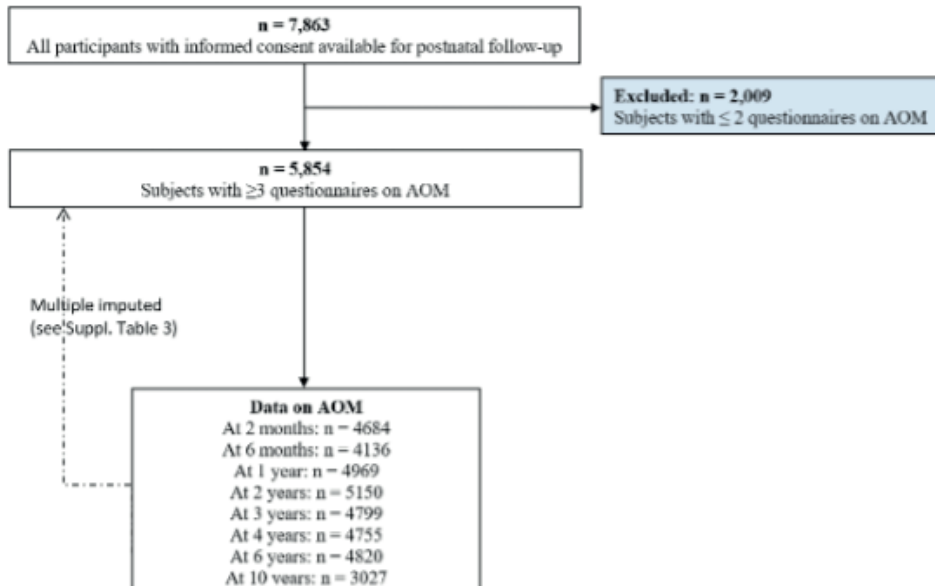 n = 7,863
All participants with informed consent available for postnatal follow-up
Excluded: n = 2,009
Subjects with ≤ 2 questionnaires on AOM
n = 5,854
Subjects with ≥3 questionnaires on AOM
Multiple imputed
(see Suppl. Table 3)
Data on AOM
At 2 months: n = 4684
At 6 months: n = 4136
At 1 year: n = 4969
At 2 years: n = 5150
At 3 years: n = 4799
At 4 years: n = 4755
At 6 years: n = 4820
At 10 years: n = 3027